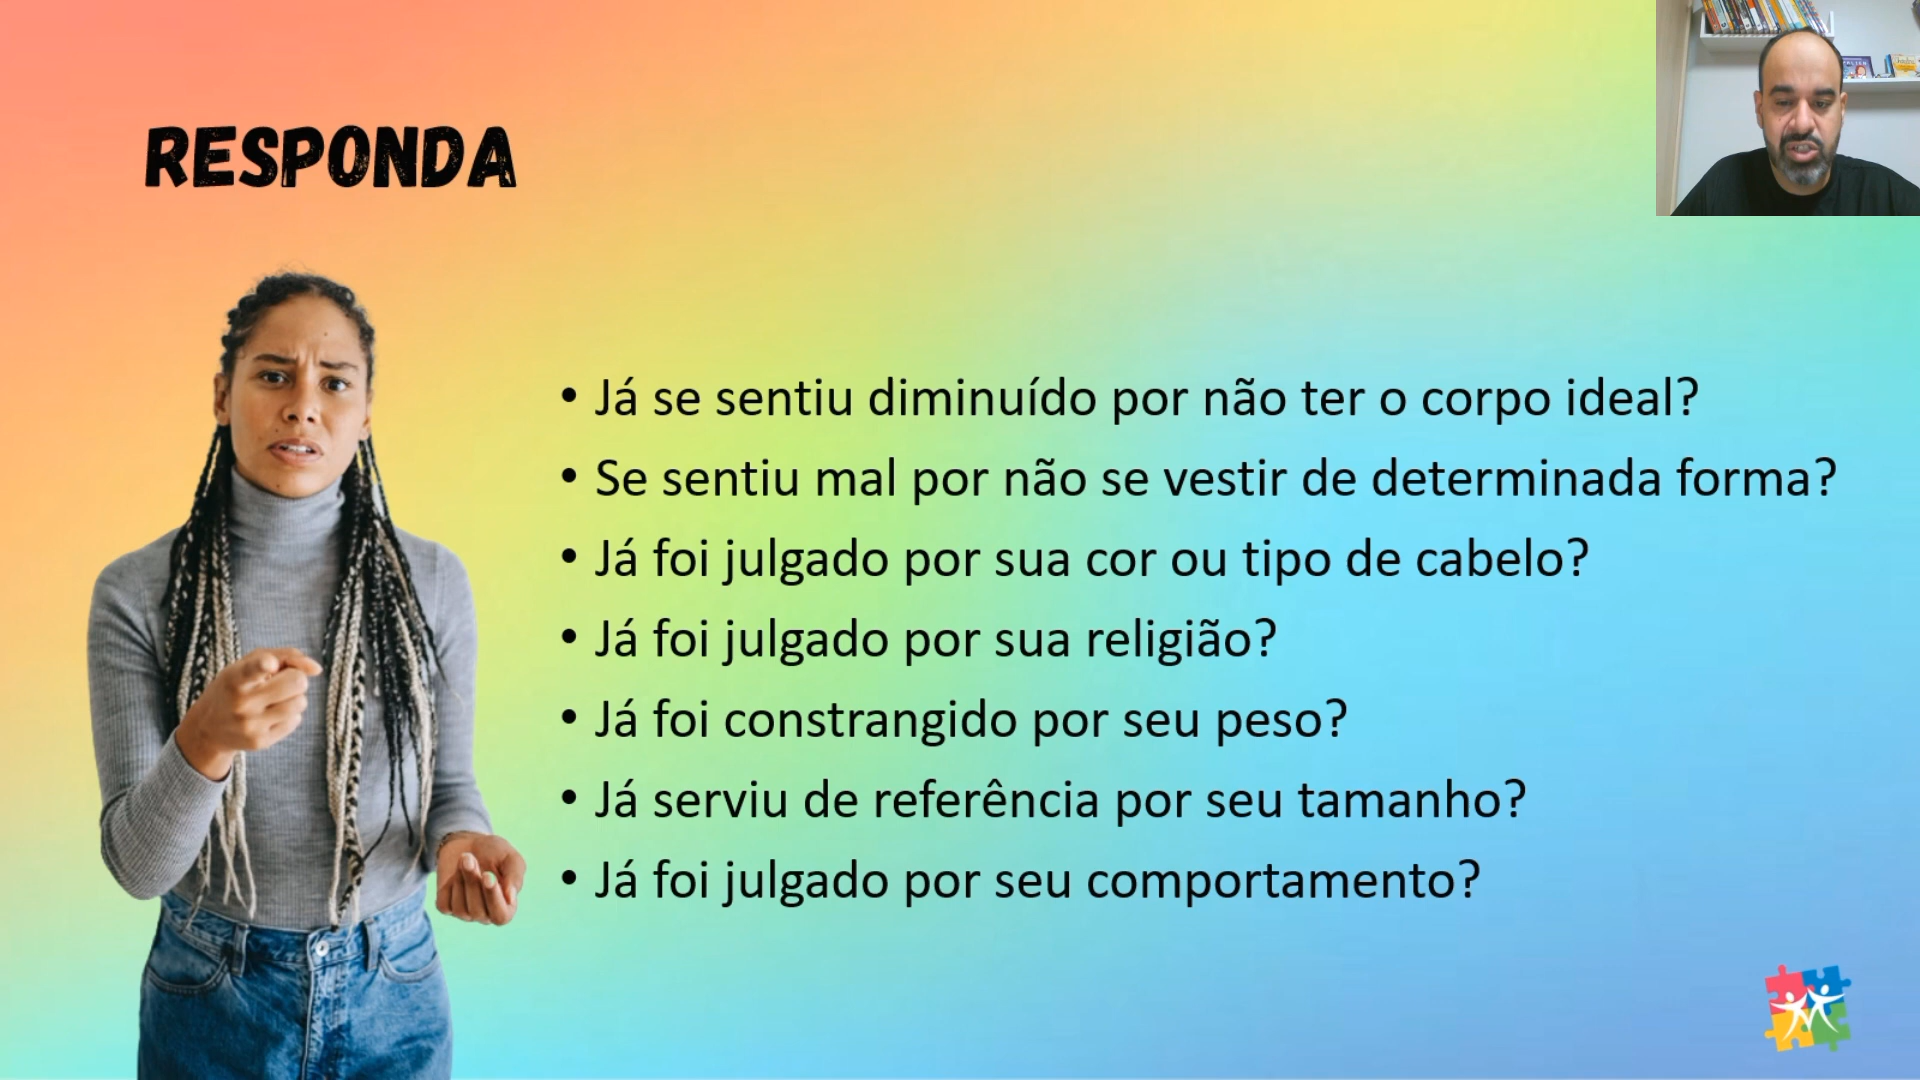 RESPONDA
• Já se sentiu diminuído por não ter o corpo ideal?
• Se sentiu mal por não se vestir de determinada forma?
• Já foi julgado por sua cor ou tipo de cabelo?
• Já foi julgado por sua religião?
• Já foi constrangido por seu peso?
• Já serviu de referência por seu tamanho?
• Já foi julgado por seu comportamento?